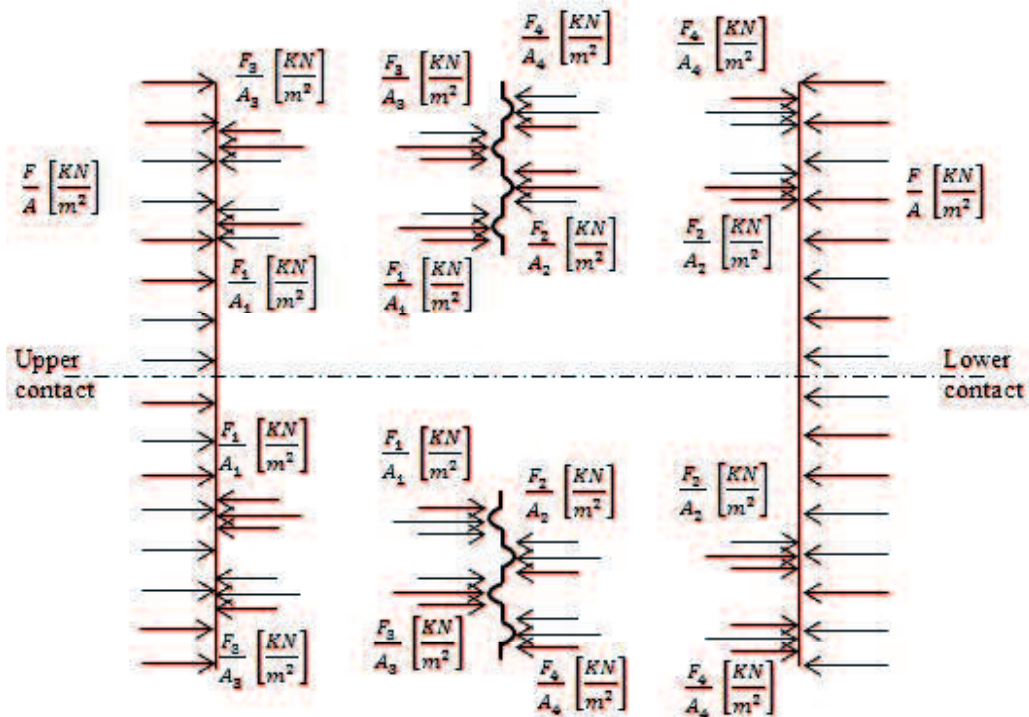 F₄/A₄ [KN/m²] F₄/A₄ [KN/m²]
F₃/A₃ [KN/m²] F₃/A₃ [KN/m²]
F/A [KN/m²] F/A [KN/m²]
F₂/A₂ [KN/m²] F₂/A₂ [KN/m²]
F₁/A₁ [KN/m²] F₁/A₁ [KN/m²]
Upper
contact
Lower
contact
F₁/A₁ [KN/m²] F₁/A₁ [KN/m²]
F₂/A₂ [KN/m²] F₂/A₂ [KN/m²]
F₃/A₃ [KN/m²] F₃/A₃ [KN/m²]
F₄/A₄ [KN/m²] F₄/A₄ [KN/m²]